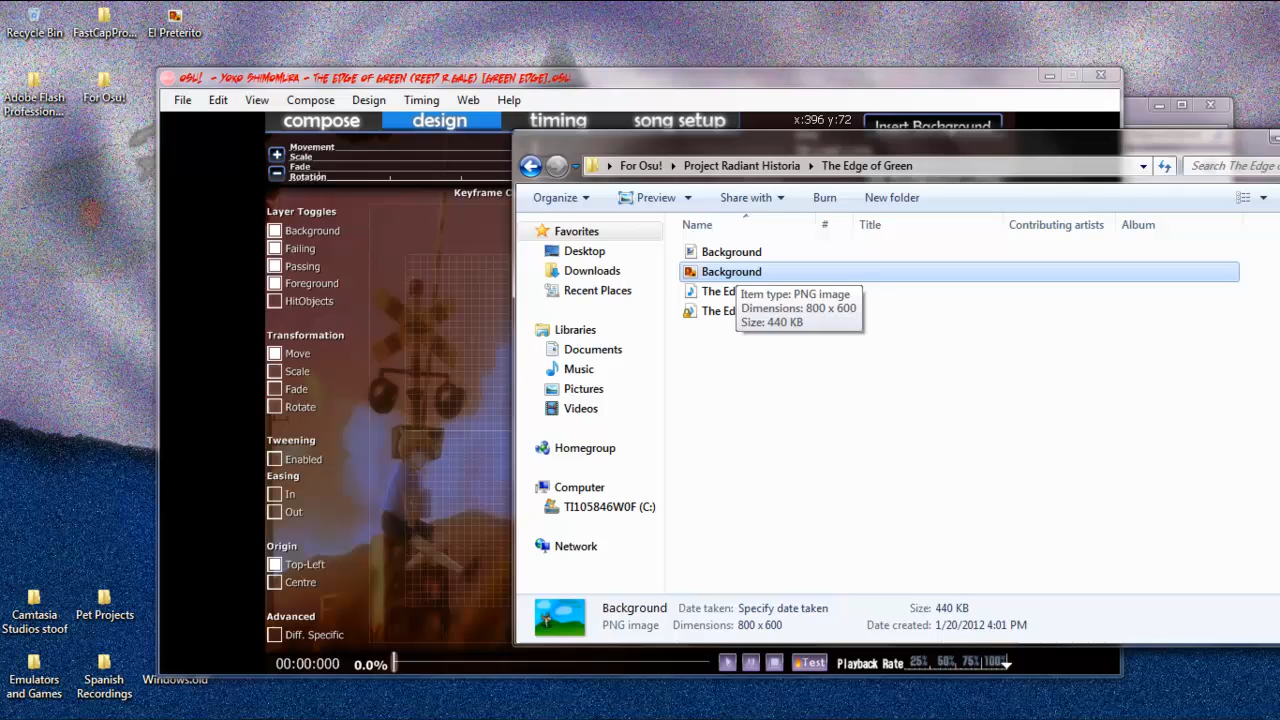 Recycle Bin
FastCapPro...
El Preterito
Adobe Flash
Profession...
For Osu!
Camtasia
Studios stoof
Pet Projects
Emulators
and Games
Spanish
Recordings
Windows.old
osu! - Yoko Shimomura - The Edge of Green (Reed R.Gale) [Green Edge].osu
File Edit View Compose Design Timing Web Help
compose design timing song setup
x:396 y:72
Insert Background
Movement
Scale
Fade
Rotation
Keyframe C
Layer Toggles
Background
Failing
Passing
Foreground
HitObjects
Transformation
Move
Scale
Fade
Rotate
Tweening
Enabled
Easing
In
Out
Origin
Top-Left
Centre
Advanced
Diff. Specific
00:00:000 0.0%
Test
Playback Rate 25% 50% 75% 100%
For Osu! Project Radiant Historia The Edge of Green
Search The Edge
Organize Preview Share with Burn New folder
Name # Title Contributing artists Album
Favorites
Desktop
Downloads
Recent Places
Libraries
Documents
Music
Pictures
Videos
Homegroup
Computer
TI105846W0F (C:)
Network
Background
Background
The Ed
The Ed
Item type: PNG image
Dimensions: 800 x 600
Size: 440 KB
Background Date taken: Specify date taken Size: 440 KB
PNG image Dimensions: 800 x 600 Date created: 1/20/2012 4:01 PM